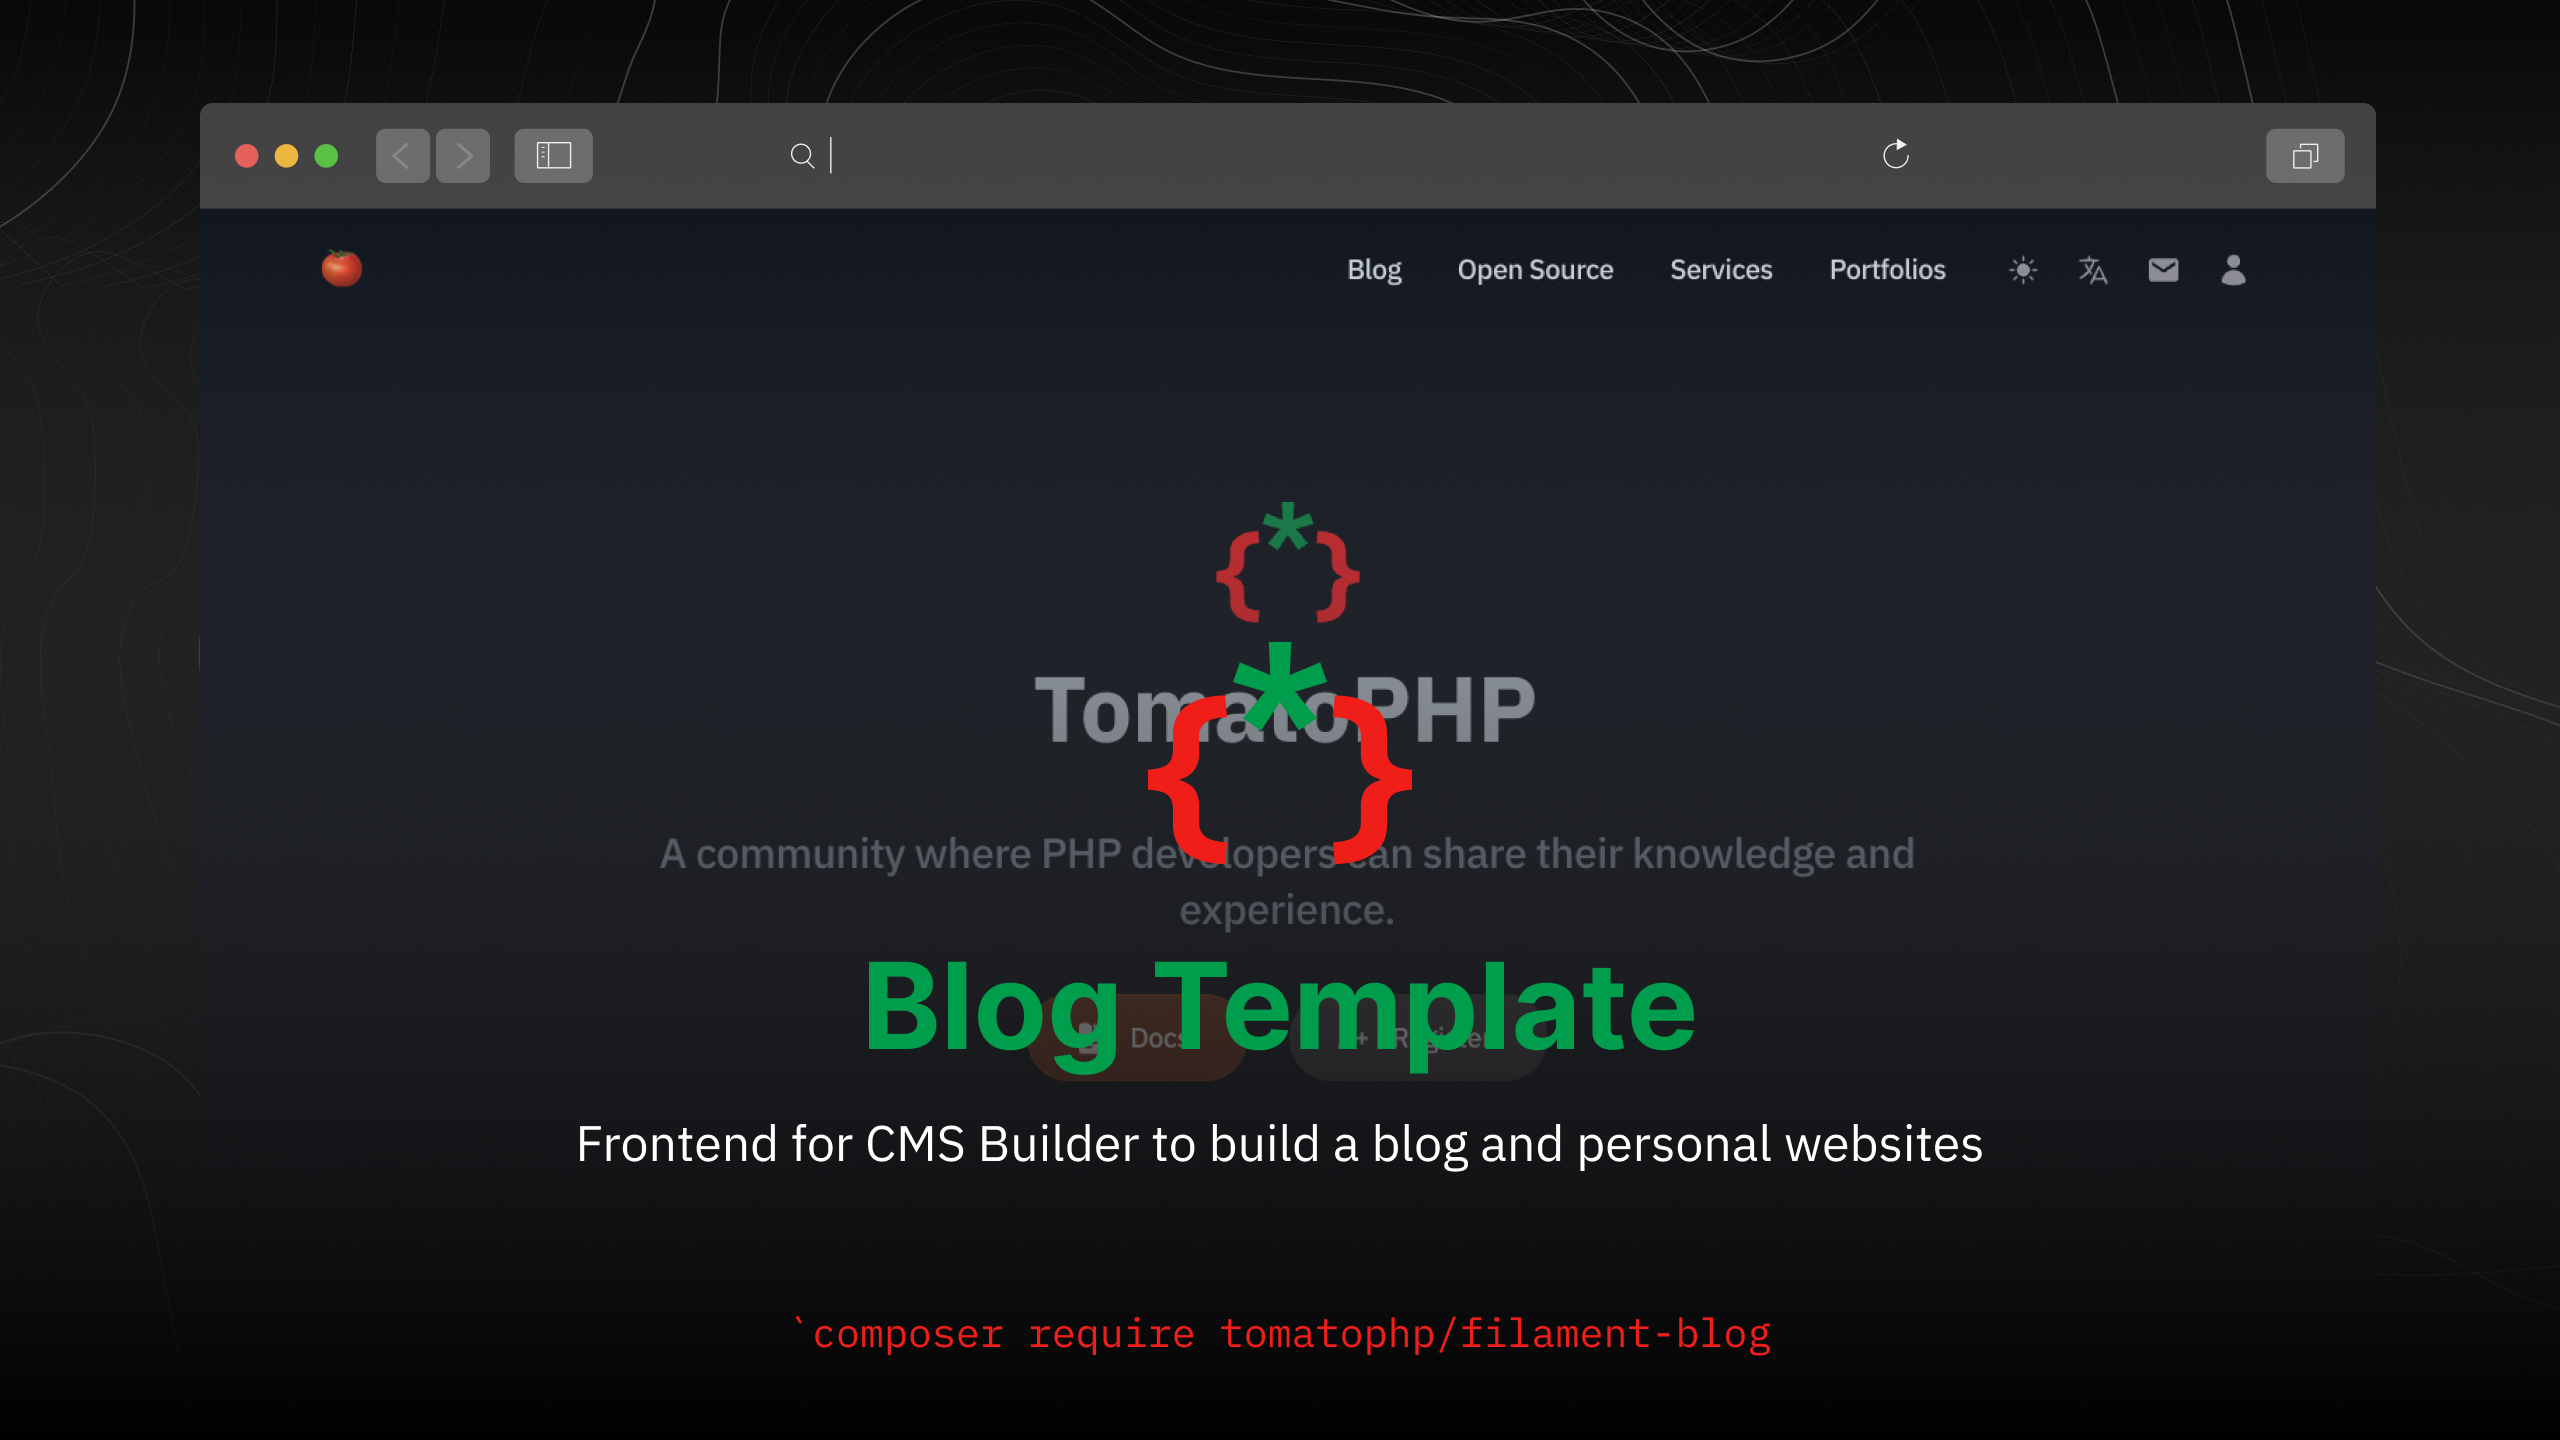 Blog Open Source Services Portfolios
{*}
TomatoPHP
{*}
A community where PHP developers can share their knowledge and
experience.
Blog Template
Docs + Register
Frontend for CMS Builder to build a blog and personal websites
`composer require tomatophp/filament-blog